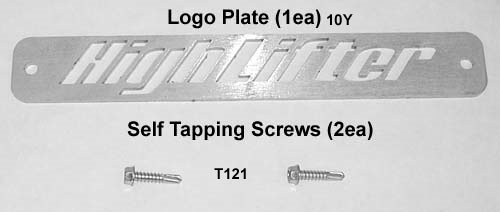 Logo Plate (1ea) 10Y
HighLifter
Self Tapping Screws (2ea)
T121